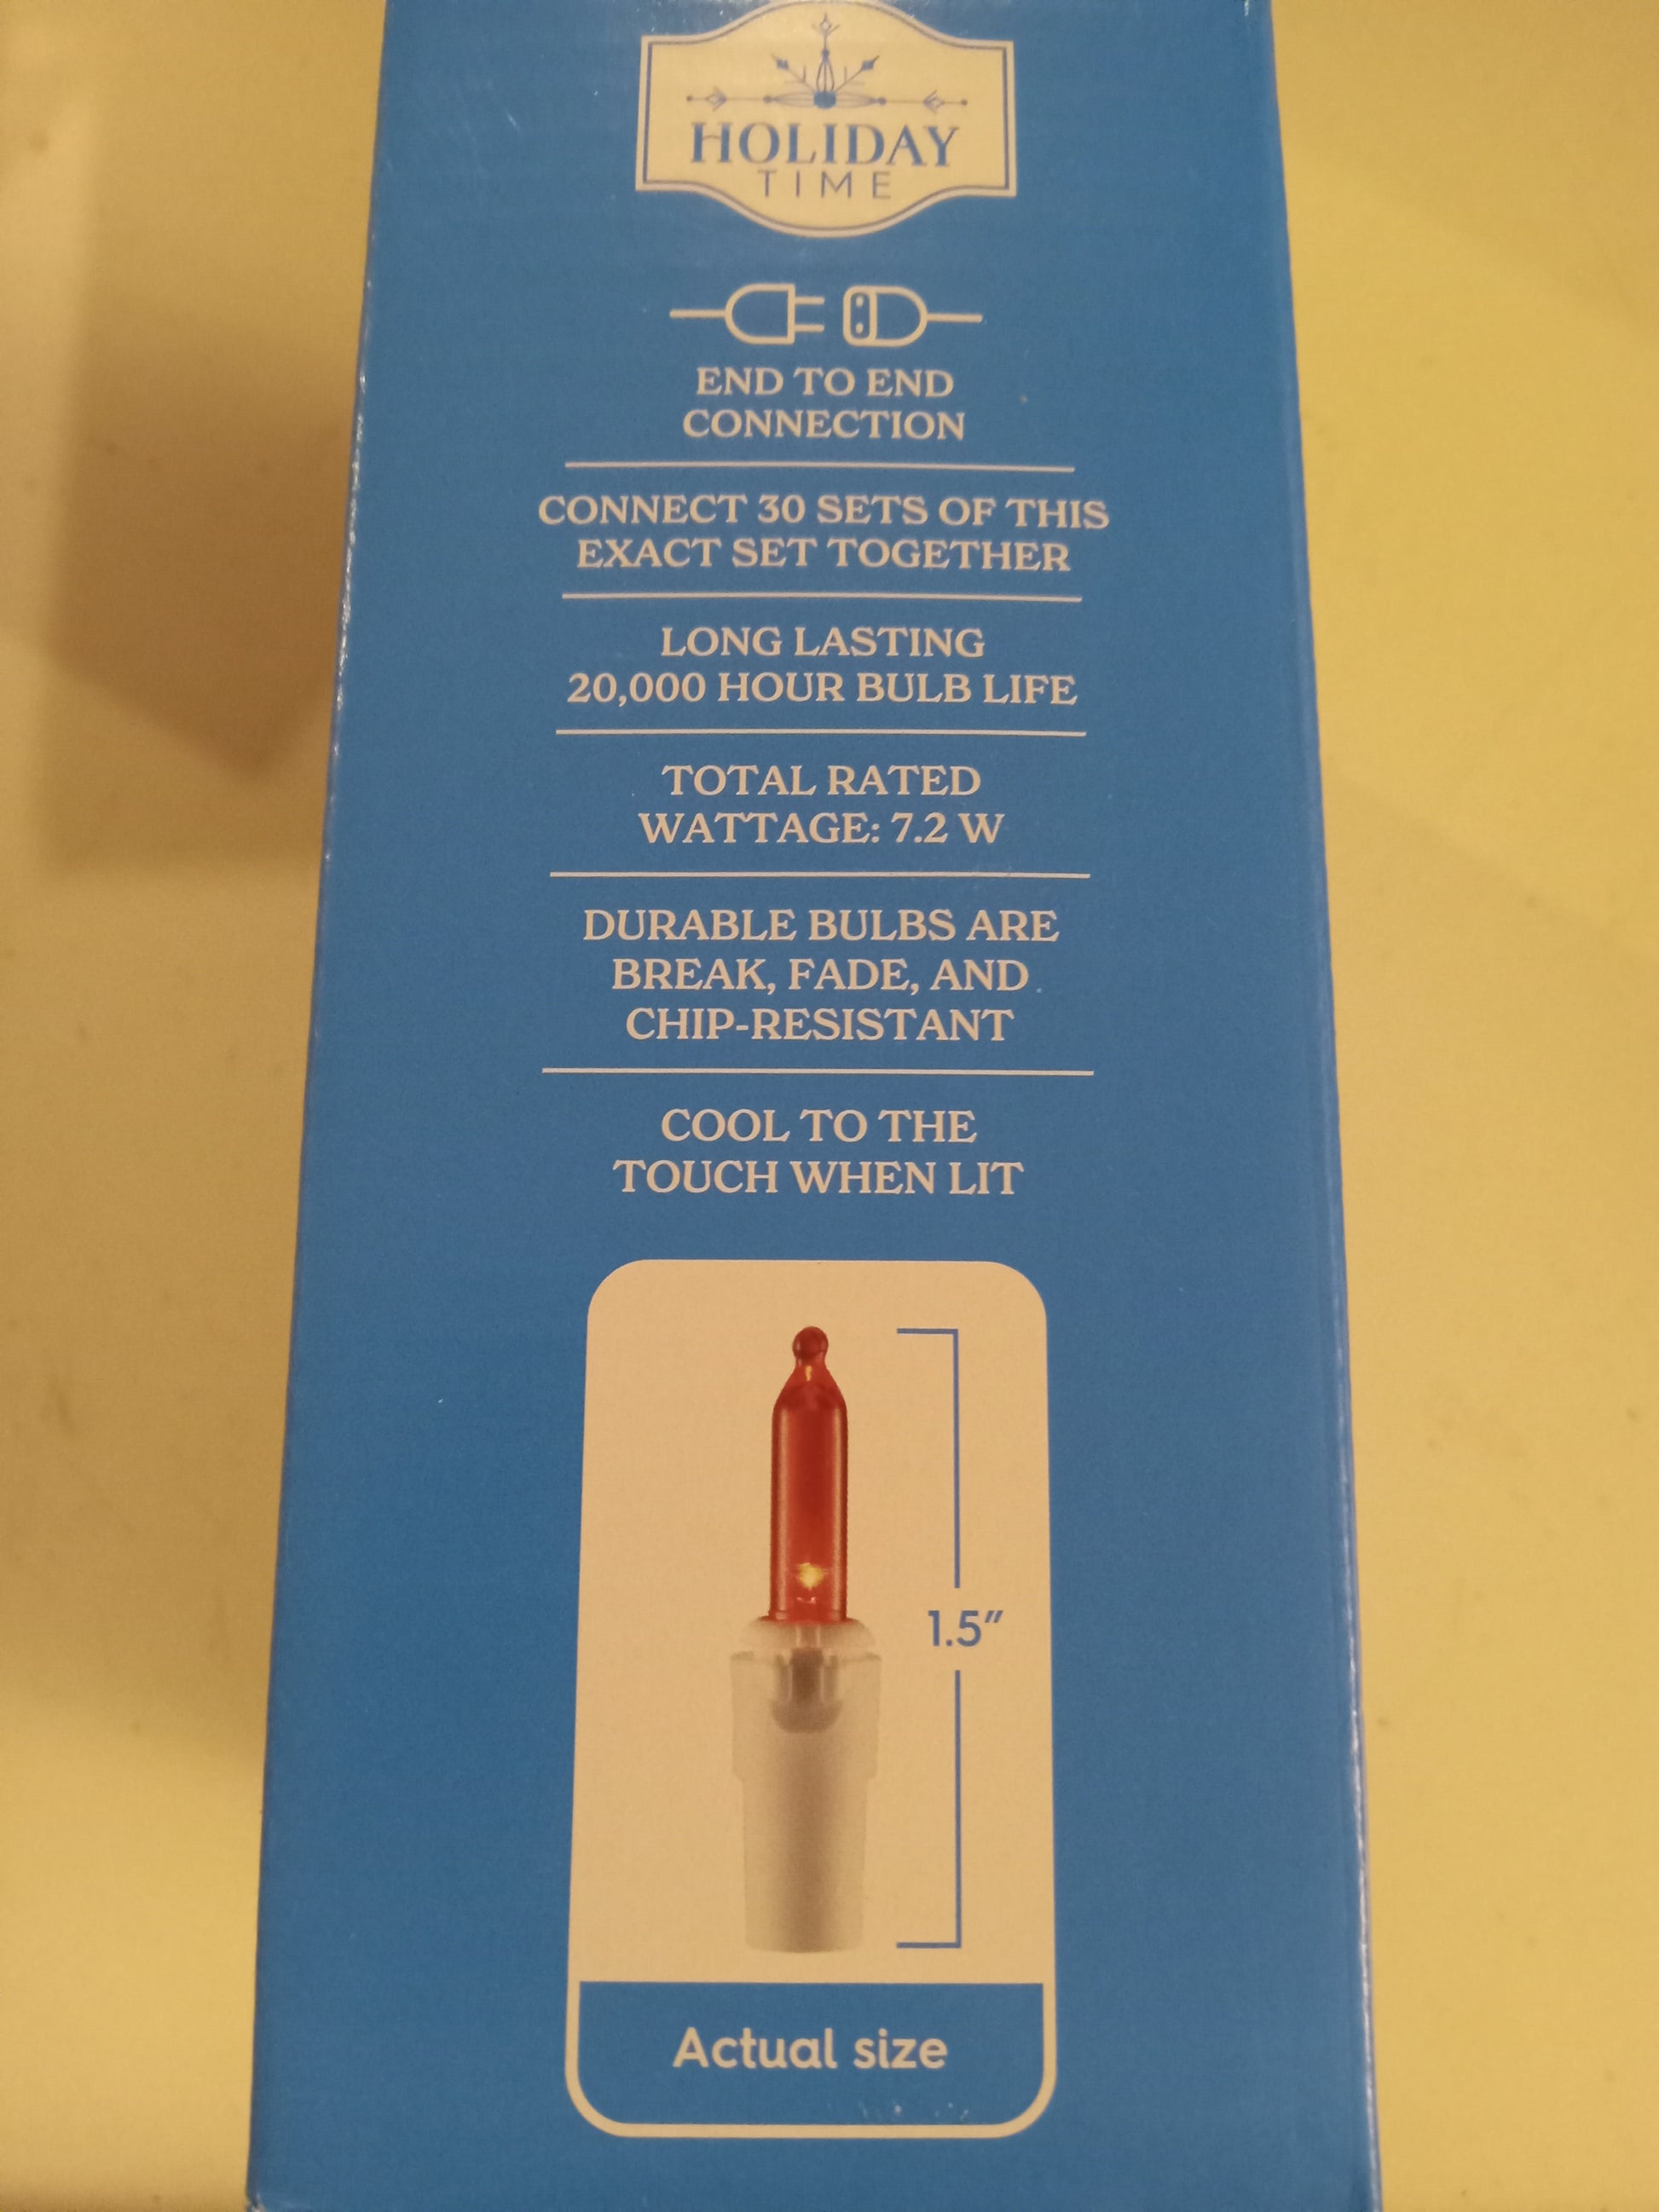 HOLIDAY
TIME
END TO END
CONNECTION
CONNECT 30 SETS OF THIS
EXACT SET TOGETHER
LONG LASTING
20,000 HOUR BULB LIFE
TOTAL RATED
WATTAGE: 7.2 W
DURABLE BULBS ARE
BREAK, FADE, AND
CHIP-RESISTANT
COOL TO THE
TOUCH WHEN LIT
1.5"
Actual size